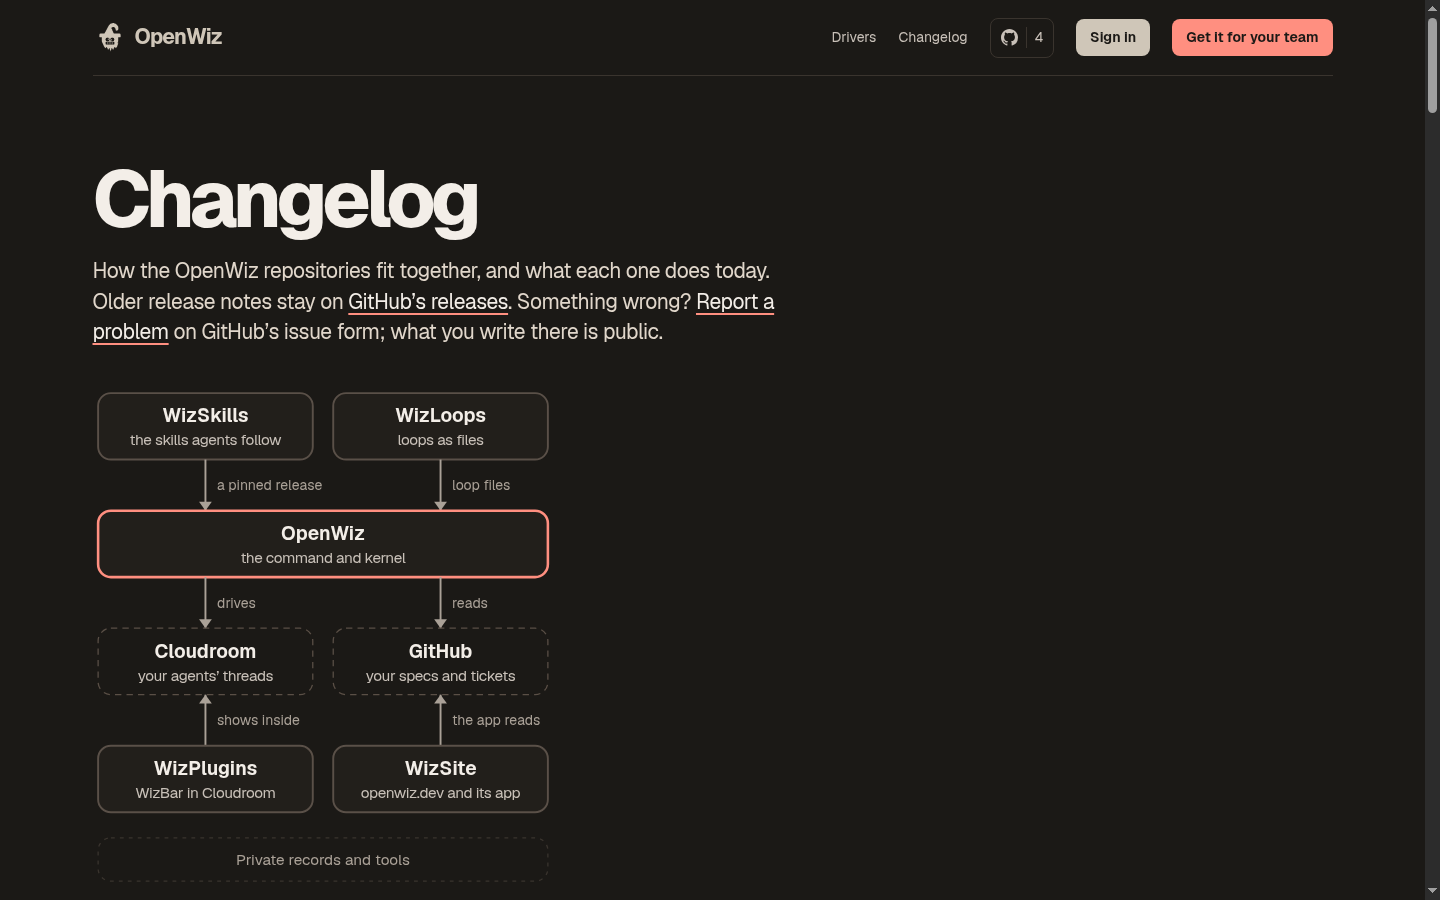 OpenWiz
Drivers
Changelog
4
Sign in
Get it for your team
Changelog
How the OpenWiz repositories fit together, and what each one does today.
Older release notes stay on GitHub’s releases. Something wrong? Report a
problem on GitHub’s issue form; what you write there is public.
WizSkills
the skills agents follow
WizLoops
loops as files
a pinned release
loop files
OpenWiz
the command and kernel
drives
reads
Cloudroom
your agents’ threads
GitHub
your specs and tickets
shows inside
the app reads
WizPlugins
WizBar in Cloudroom
WizSite
openwiz.dev and its app
Private records and tools